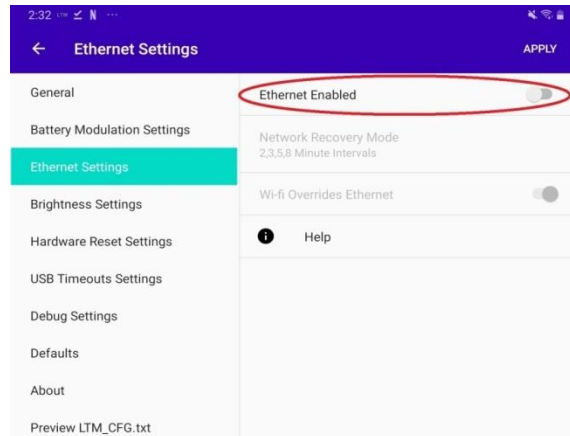 2:32 LTM N ...
Ethernet Settings
APPLY
General
Battery Modulation Settings
Ethernet Settings
Brightness Settings
Hardware Reset Settings
USB Timeouts Settings
Debug Settings
Defaults
About
Preview LTM_CFG.txt
Ethernet Enabled
Network Recovery Mode
2,3,5,8 Minute Intervals
Wi-fi Overrides Ethernet
Help